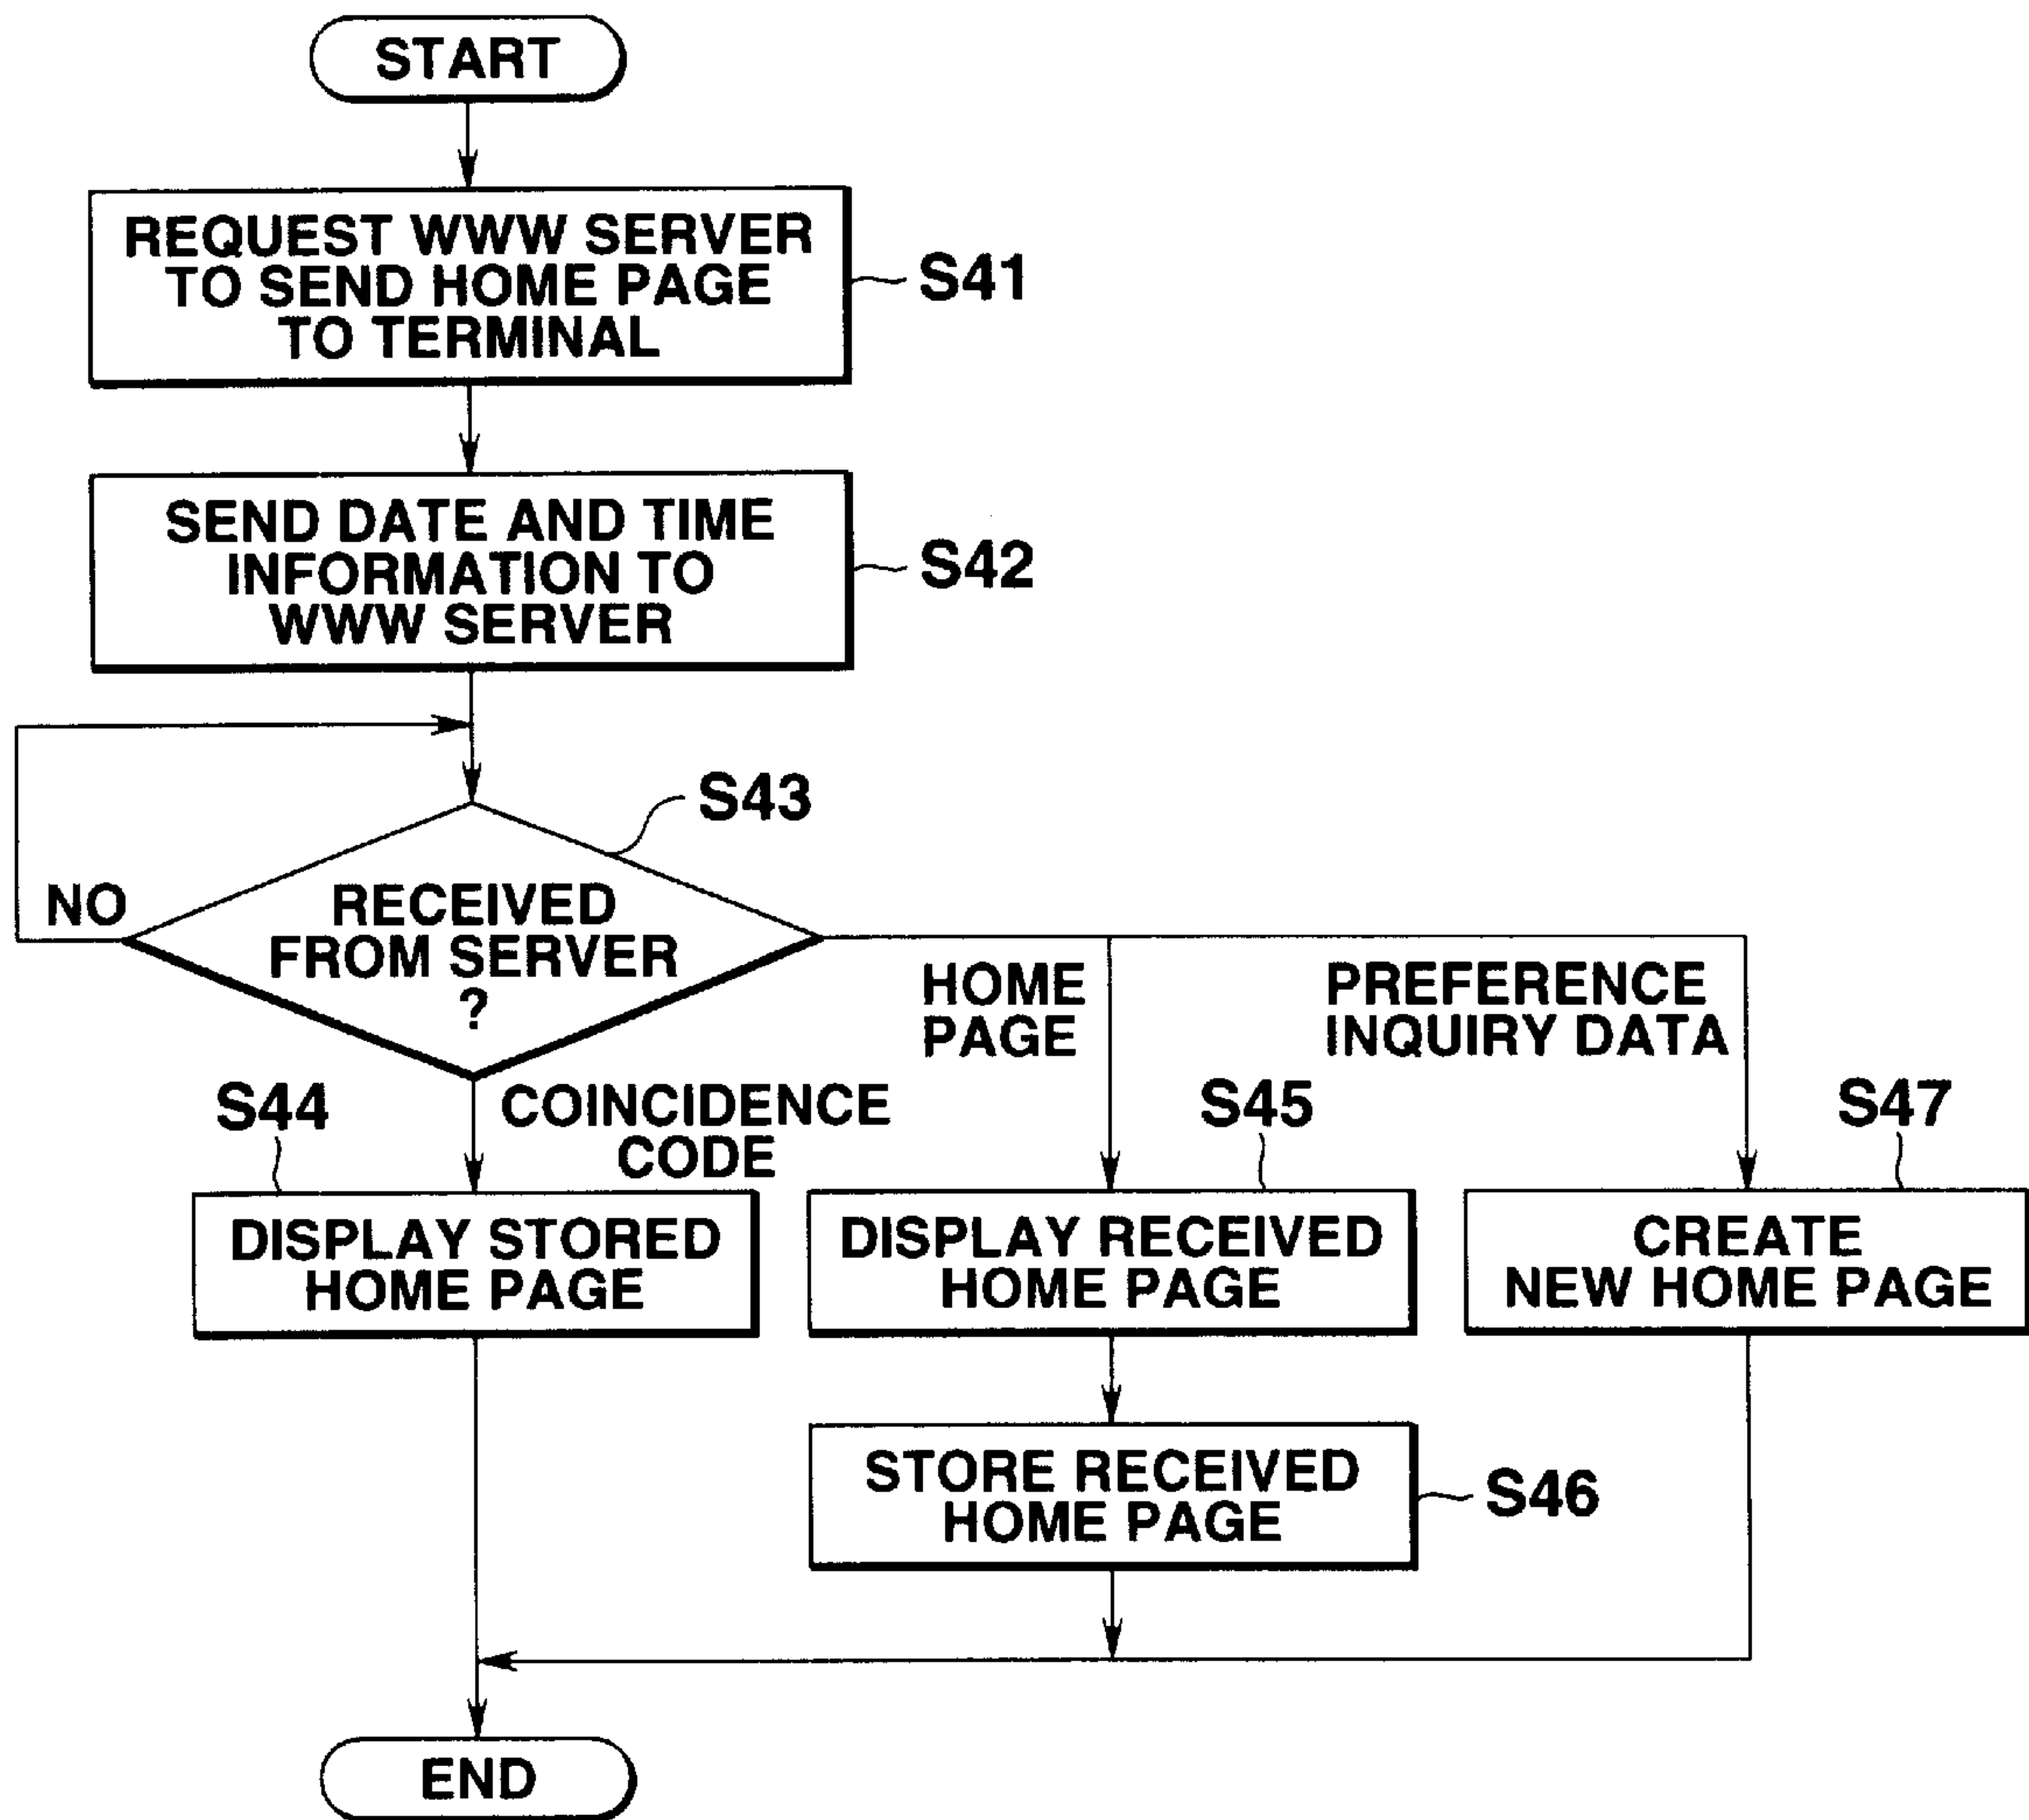 START
REQUEST WWW SERVER
TO SEND HOME PAGE
TO TERMINAL
S41
SEND DATE AND TIME
INFORMATION TO
WWW SERVER
S42
S43
NO
RECEIVED
FROM SERVER
?
HOME
PAGE
PREFERENCE
INQUIRY DATA
S44
COINCIDENCE
CODE
S45
S47
DISPLAY STORED
HOME PAGE
DISPLAY RECEIVED
HOME PAGE
CREATE
NEW HOME PAGE
STORE RECEIVED
HOME PAGE
S46
END